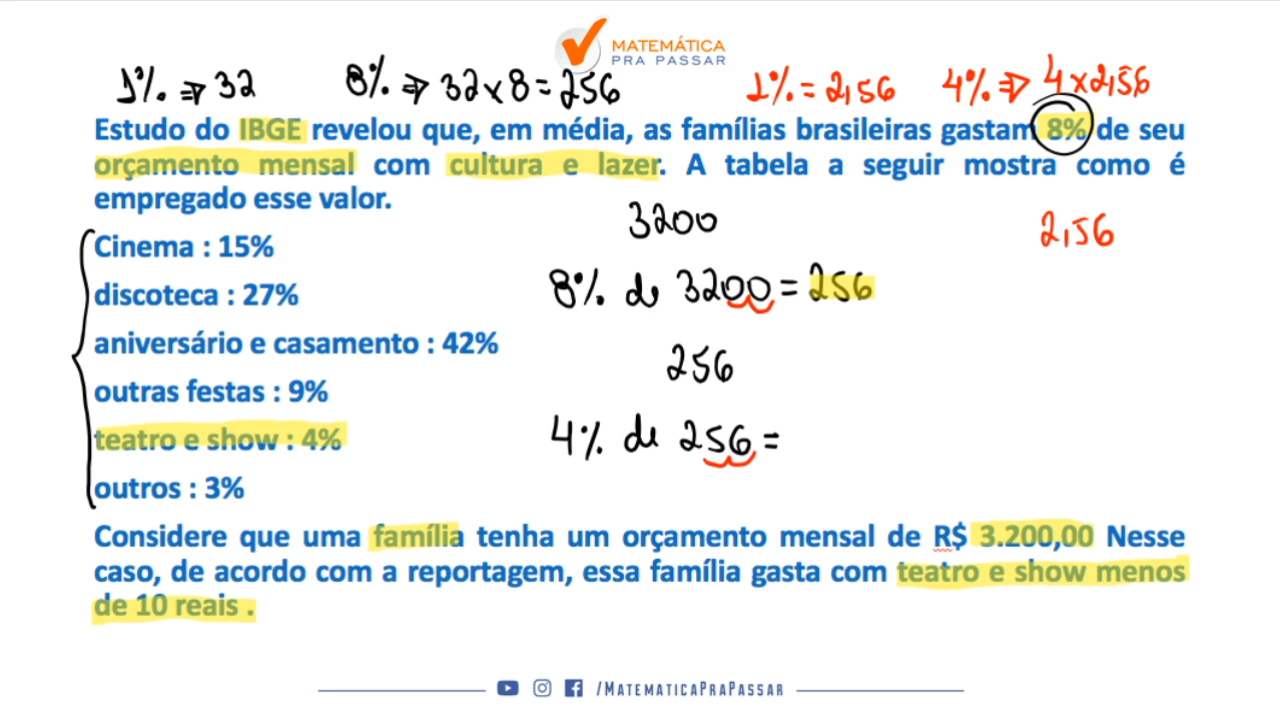 MATEMÁTICA
PRA PASSAR
1% ⇒ 32 8% ⇒ 32 x 8 = 256 1% = 2,56 4% ⇒ 4 x 2,56
Estudo do IBGE revelou que, em média, as famílias brasileiras gastam 8% de seu
orçamento mensal com cultura e lazer. A tabela a seguir mostra como é
empregado esse valor.
3200
2,56
Cinema : 15%
discoteca : 27%
8% de 3200 = 256
aniversário e casamento : 42%
256
outras festas : 9%
teatro e show : 4%
4% de 256 =
outros : 3%
Considere que uma família tenha um orçamento mensal de R$ 3.200,00 Nesse
caso, de acordo com a reportagem, essa família gasta com teatro e show menos
de 10 reais .
/MATEMATICAPRAPASSAR